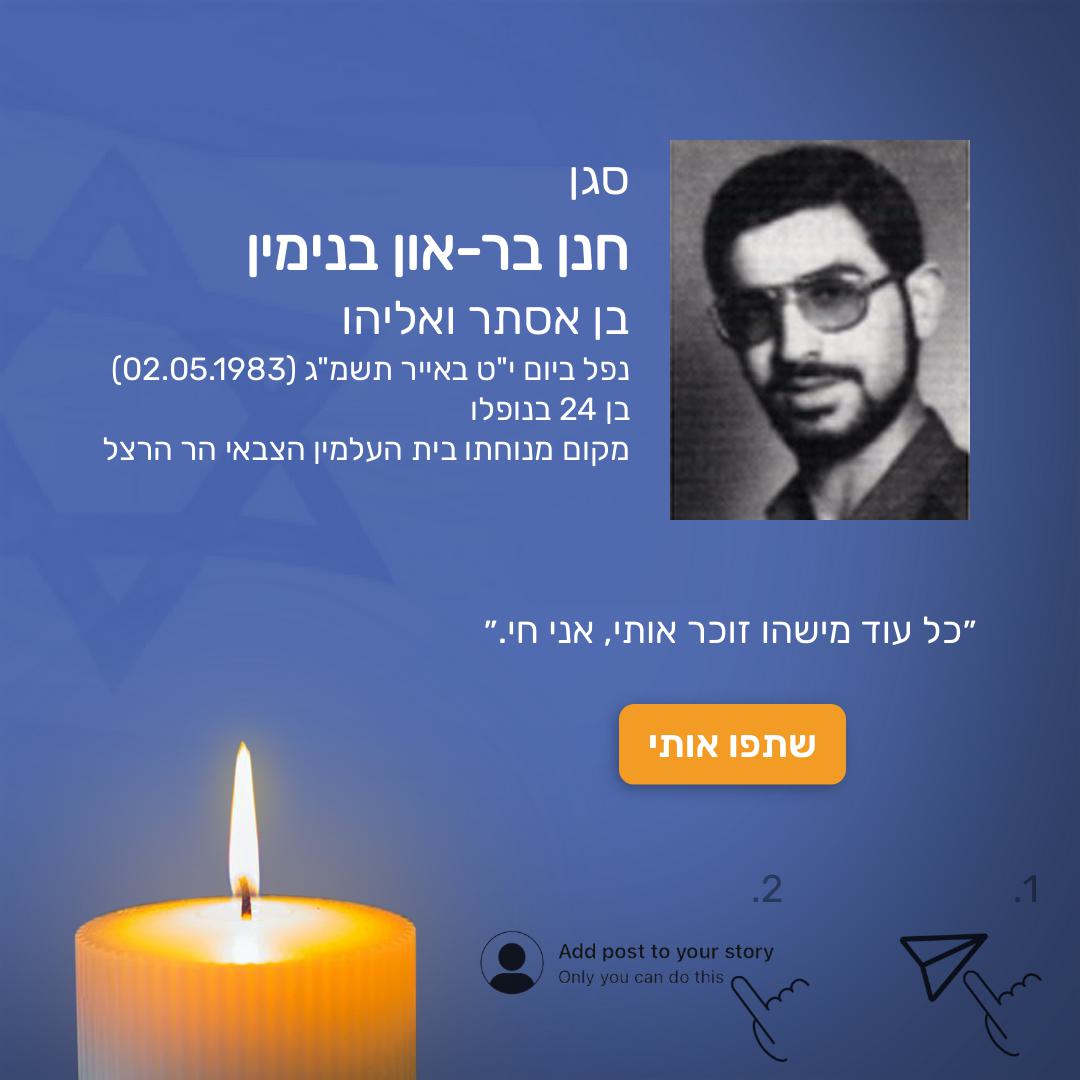 סגן
חנן בר-און בנימין
בן אסתר ואליהו
נפל ביום י"ט באייר תשמ"ג (02.05.1983)
בן 24 בנופלו
מקום מנוחתו בית העלמין הצבאי הר הרצל
״כל עוד מישהו זוכר אותי, אני חי.״
שתפו אותי
1.
2.
Add post to your story
Only you can do this